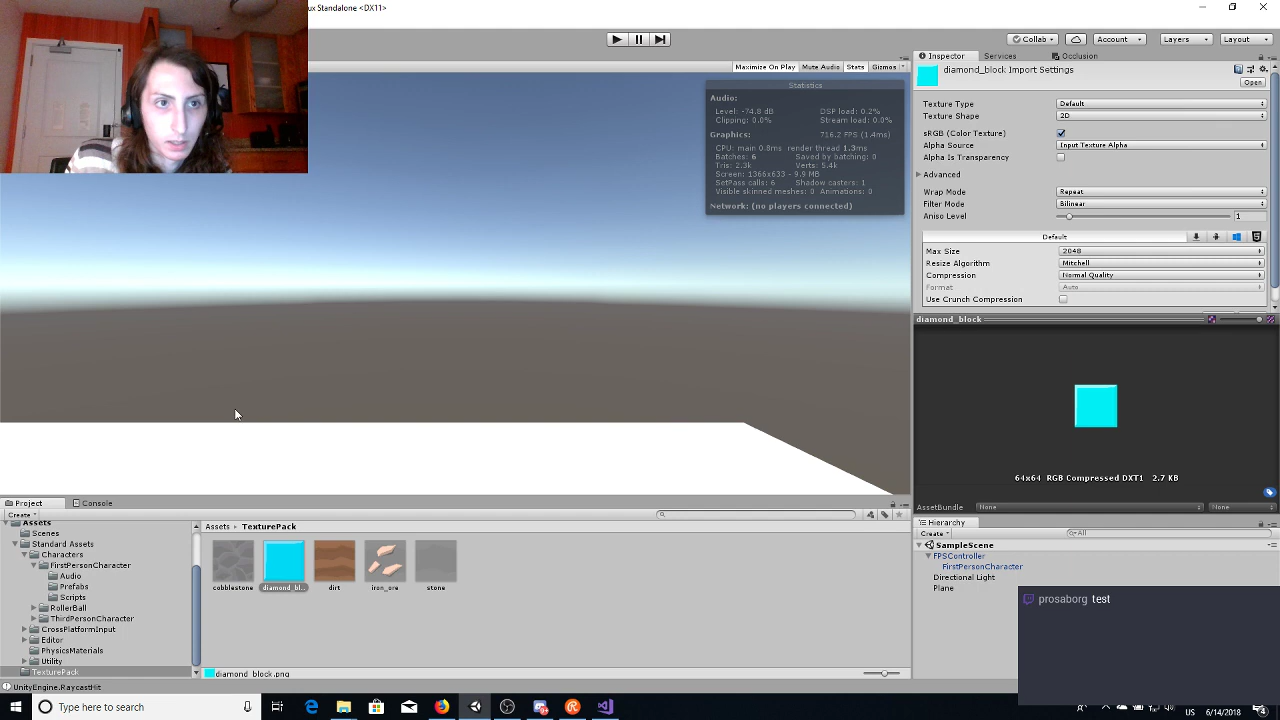 ux Standalone <DX11>
Collab Account Layers Layout
Maximize On Play Mute Audio Stats Gizmos
Inspector Services Occlusion
diamond_block Import Settings
Open
Statistics
Audio:
Level: -74.8 dB DSP load: 0.2%
Clipping: 0.0% Stream load: 0.0%
Graphics: 716.2 FPS (1.4ms)
CPU: main 0.8ms render thread 1.3ms
Batches: 6 Saved by batching: 0
Tris: 2.3k Verts: 5.4k
Screen: 1366x633 - 9.9 MB
SetPass calls: 6 Shadow casters: 1
Visible skinned meshes: 0 Animations: 0
Network: (no players connected)
Texture Type Default
Texture Shape 2D
sRGB (Color Texture)
Alpha Source Input Texture Alpha
Alpha Is Transparency
Advanced
Wrap Mode Repeat
Filter Mode Bilinear
Aniso Level 1
Default
Max Size 2048
Resize Algorithm Mitchell
Compression Normal Quality
Format Auto
Use Crunch Compression
diamond_block
64x64 RGB Compressed DXT1 2.7 KB
AssetBundle None None
Project Console
Create
Assets
Scenes
Standard Assets
Characters
FirstPersonCharacter
Audio
Prefabs
Scripts
RollerBall
ThirdPersonCharacter
CrossPlatformInput
Editor
PhysicsMaterials
Utility
TexturePack
Assets TexturePack
cobblestone diamond_bl... dirt iron_ore stone
diamond_block.png
UnityEngine.RaycastHit
Hierarchy
Create All
SampleScene
FPSController
FirstPersonCharacter
Directional Light
Plane
prosaborg test
Type here to search
US 6/14/2018 4